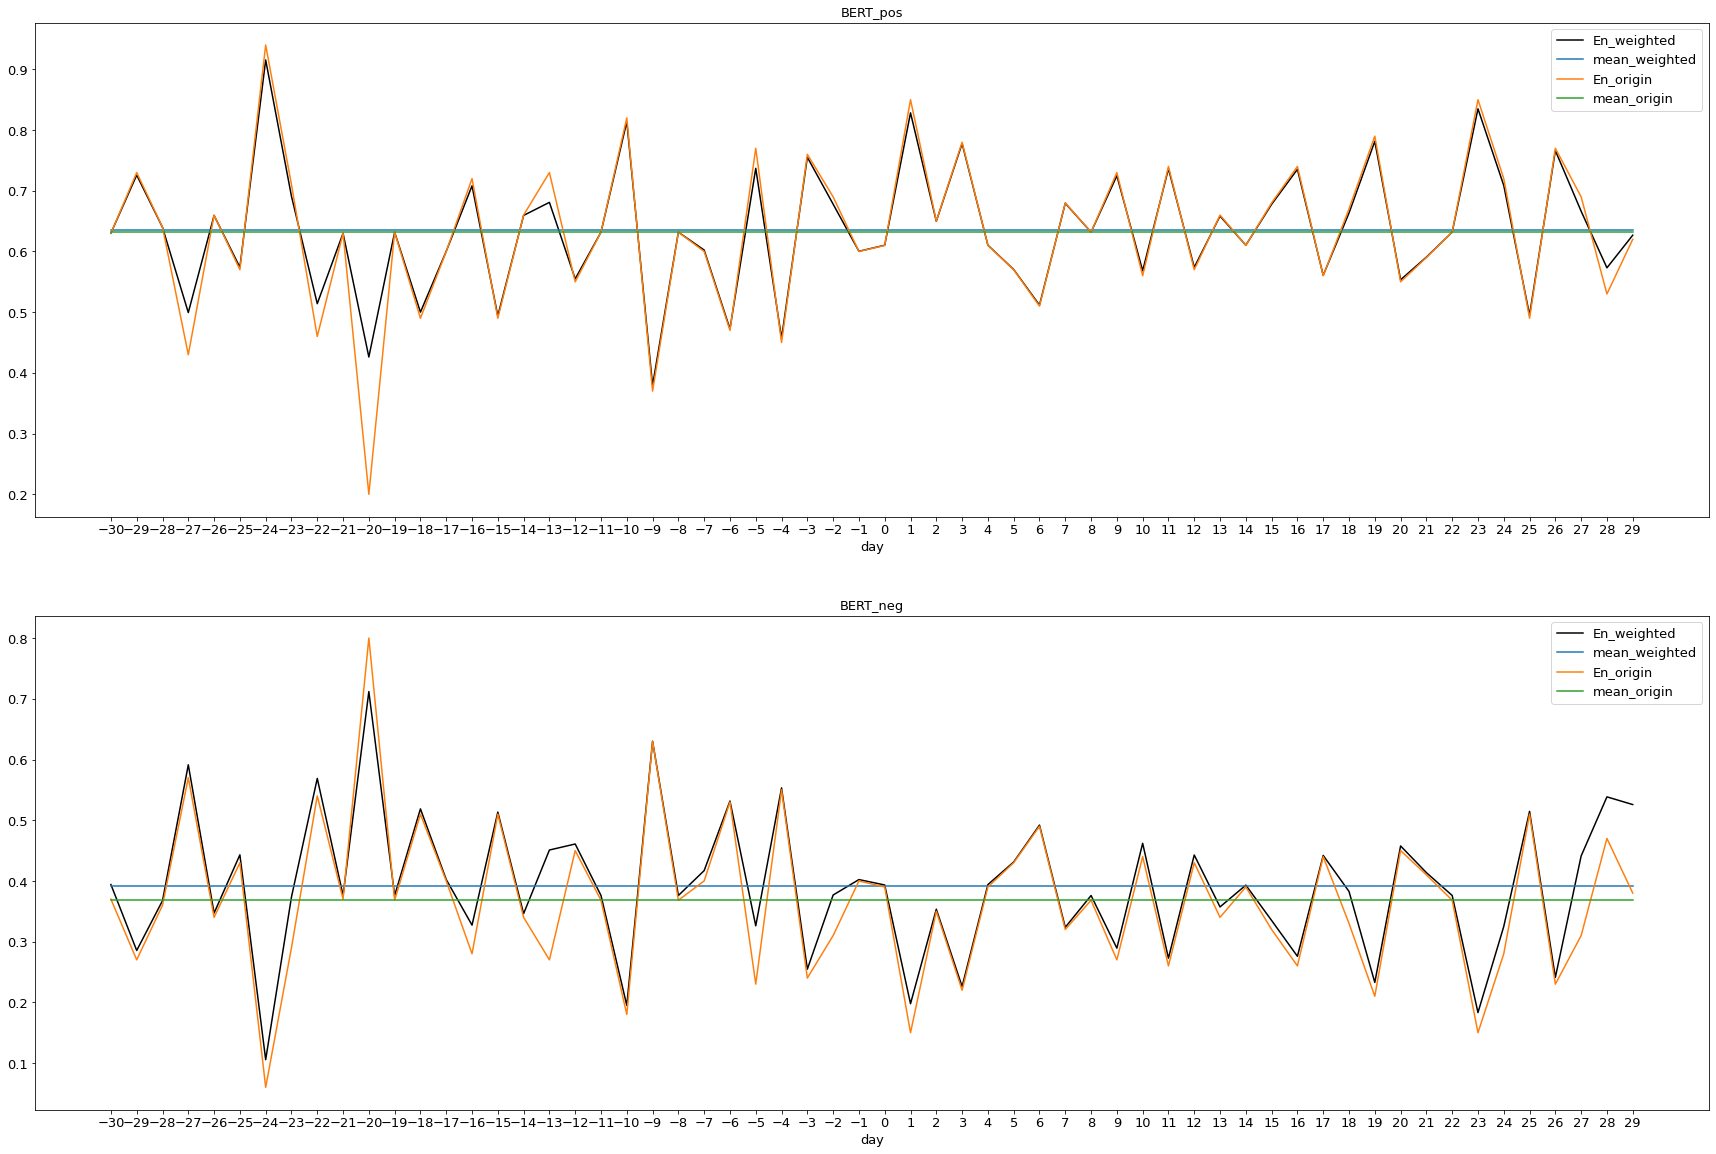 BERT_pos
En_weighted
mean_weighted
En_origin
mean_origin
0.9
0.8
0.7
0.6
0.5
0.4
0.3
0.2
−30 −29 −28 −27 −26 −25 −24 −23 −22 −21 −20 −19 −18 −17 −16 −15 −14 −13 −12 −11 −10 −9 −8 −7 −6 −5 −4 −3 −2 −1 0 1 2 3 4 5 6 7 8 9 10 11 12 13 14 15 16 17 18 19 20 21 22 23 24 25 26 27 28 29
day
BERT_neg
En_weighted
mean_weighted
En_origin
mean_origin
0.8
0.7
0.6
0.5
0.4
0.3
0.2
0.1
−30 −29 −28 −27 −26 −25 −24 −23 −22 −21 −20 −19 −18 −17 −16 −15 −14 −13 −12 −11 −10 −9 −8 −7 −6 −5 −4 −3 −2 −1 0 1 2 3 4 5 6 7 8 9 10 11 12 13 14 15 16 17 18 19 20 21 22 23 24 25 26 27 28 29
day